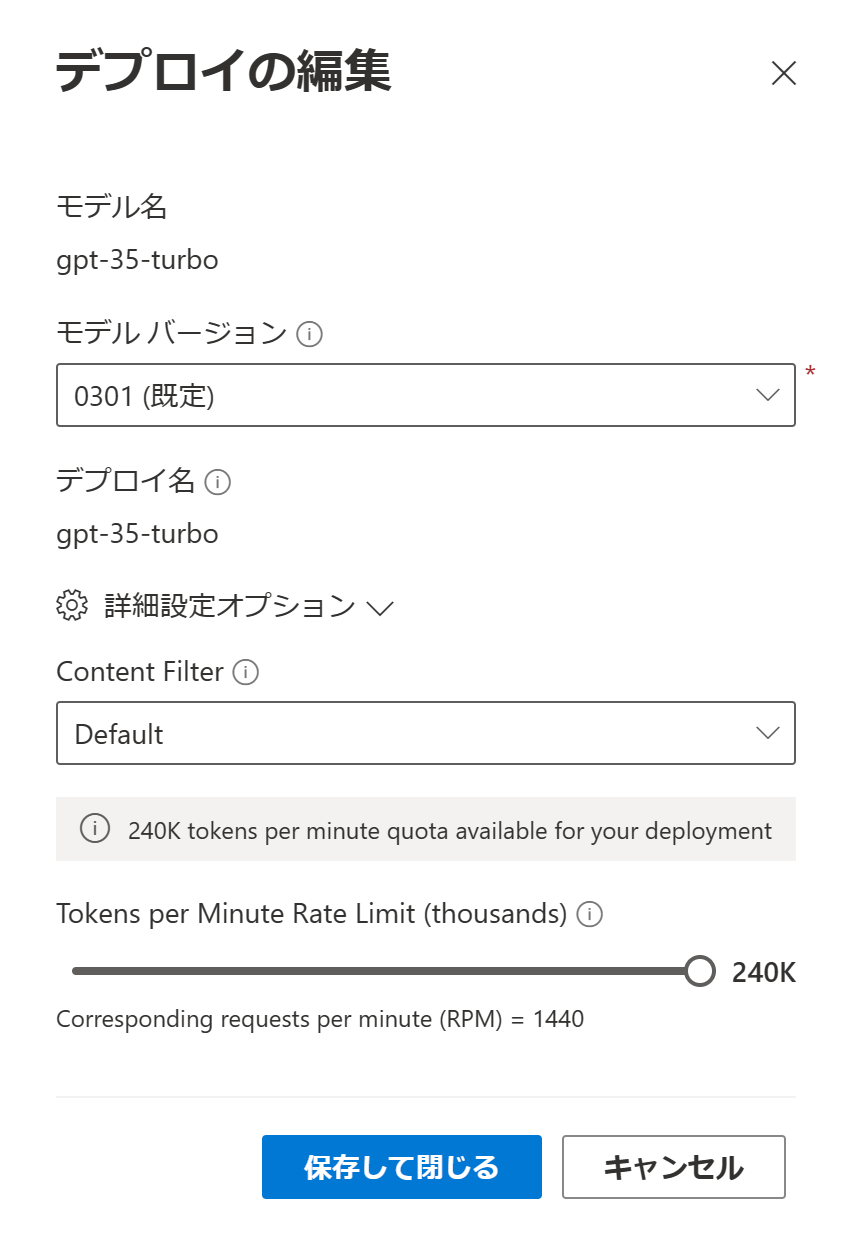 デプロイの編集
モデル名
gpt-35-turbo
モデル バージョン
0301 (既定)
*
デプロイ名
gpt-35-turbo
詳細設定オプション
Content Filter
Default
240K tokens per minute quota available for your deployment
Tokens per Minute Rate Limit (thousands)
240K
Corresponding requests per minute (RPM) = 1440
保存して閉じる
キャンセル